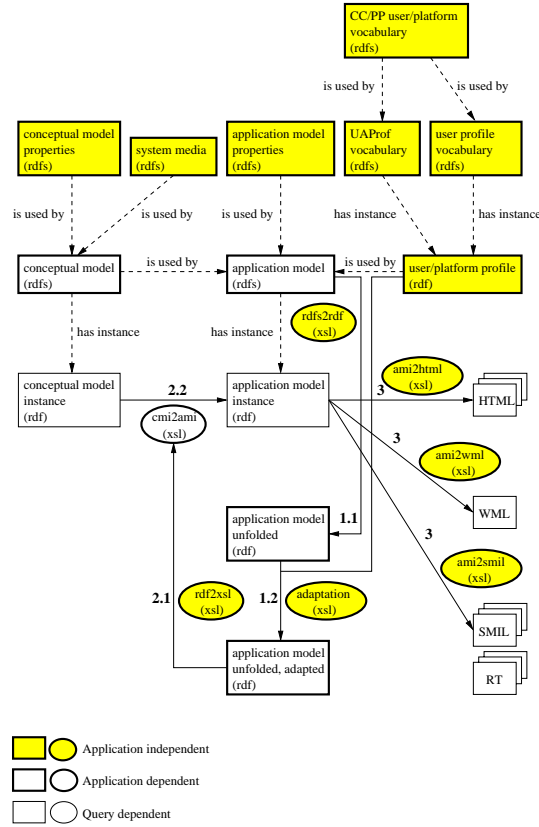 CC/PP user/platform
vocabulary
(rdfs)
is used by
is used by
conceptual model
properties
(rdfs)
system media
(rdfs)
application model
properties
(rdfs)
UAProf
vocabulary
(rdfs)
user profile
vocabulary
(rdfs)
is used by
is used by
is used by
has instance
has instance
conceptual model
(rdfs)
is used by
application model
(rdfs)
is used by
user/platform profile
(rdf)
has instance
has instance
rdfs2rdf
(xsl)
conceptual model
instance
(rdf)
2.2
cmi2ami
(xsl)
application model
instance
(rdf)
3
ami2html
(xsl)
HTML
3
ami2wml
(xsl)
WML
application model
unfolded
(rdf)
1.1
3
ami2smil
(xsl)
2.1
rdf2xsl
(xsl)
1.2
adaptation
(xsl)
SMIL
application model
unfolded, adapted
(rdf)
RT
Application independent
Application dependent
Query dependent